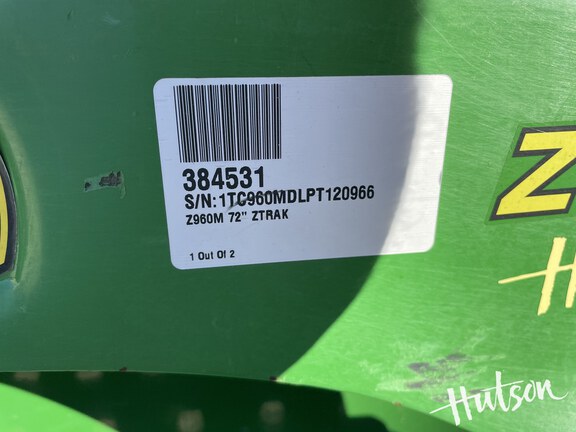 384531
S/N:1TC960MDLPT120966
Z960M 72" ZTRAK
1 Out Of 2
Z
H
Hutson